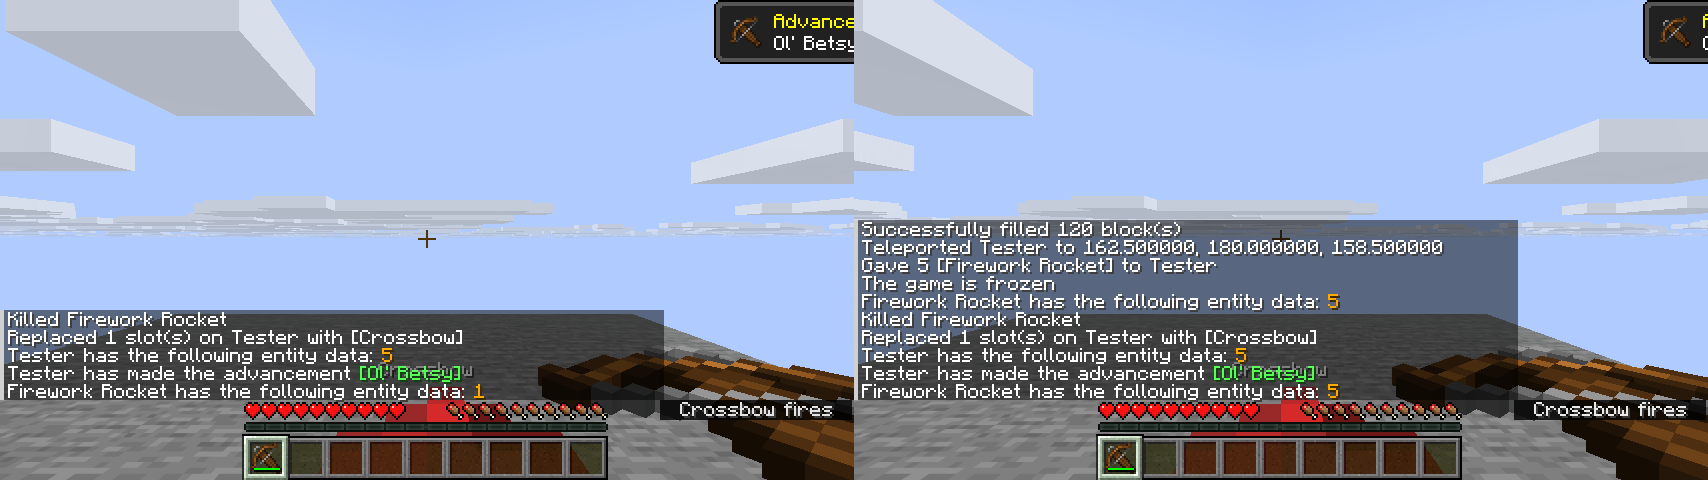 Advance
Ol' Betsy
Killed Firework Rocket
Replaced 1 slot(s) on Tester with [Crossbow]
Tester has the following entity data: 5
Tester has made the advancement [Ol' Betsy]
Firework Rocket has the following entity data: 1
Crossbow fires
Successfully filled 120 block(s)
Teleported Tester to 162.500000, 180.000000, 158.500000
Gave 5 [Firework Rocket] to Tester
The game is frozen
Firework Rocket has the following entity data: 5
Killed Firework Rocket
Replaced 1 slot(s) on Tester with [Crossbow]
Tester has the following entity data: 5
Tester has made the advancement [Ol' Betsy]
Firework Rocket has the following entity data: 5
Crossbow fires